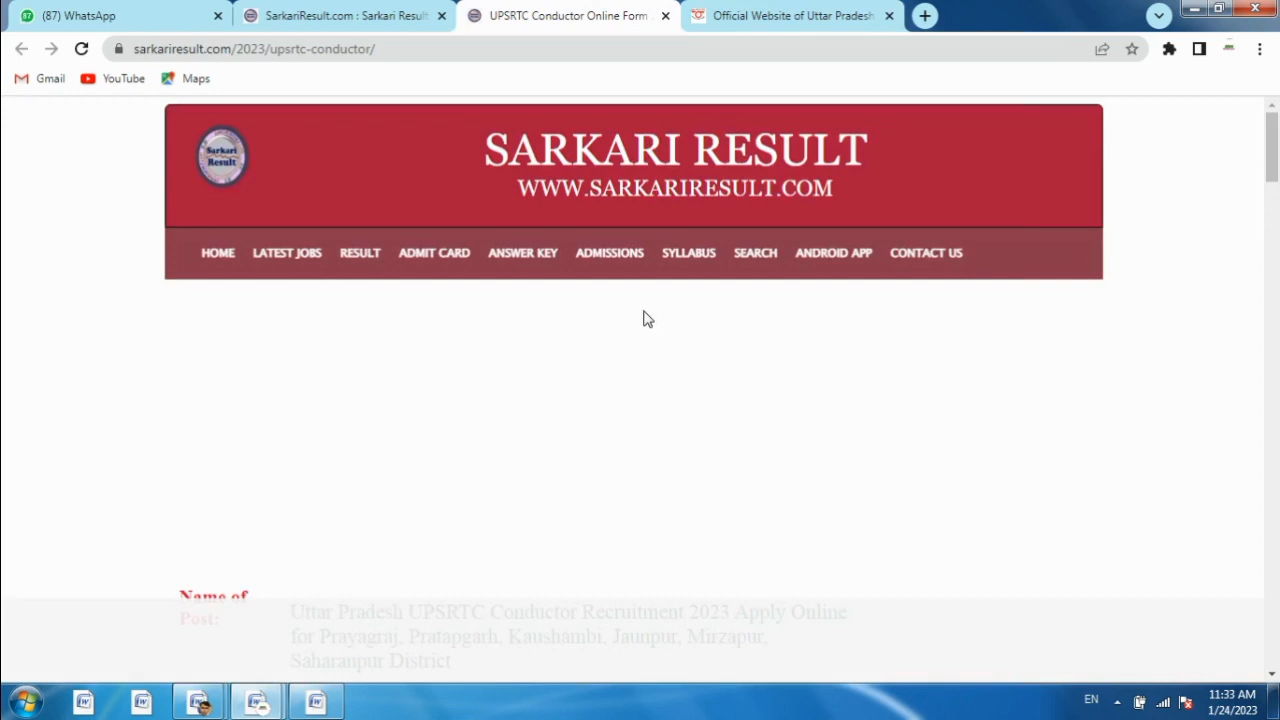 (87) WhatsApp
SarkariResult.com : Sarkari Result
UPSRTC Conductor Online Form
Official Website of Uttar Pradesh
sarkariresult.com/2023/upsrtc-conductor/
Gmail
YouTube
Maps
Sarkari
Result
SARKARI RESULT
WWW.SARKARIRESULT.COM
HOME LATEST JOBS RESULT ADMIT CARD ANSWER KEY ADMISSIONS SYLLABUS SEARCH ANDROID APP CONTACT US
Name of
Post:
Uttar Pradesh UPSRTC Conductor Recruitment 2023 Apply Online
for Prayagraj, Pratapgarh, Kaushambi, Jaunpur, Mirzapur,
Saharanpur District
EN
11:33 AM
1/24/2023